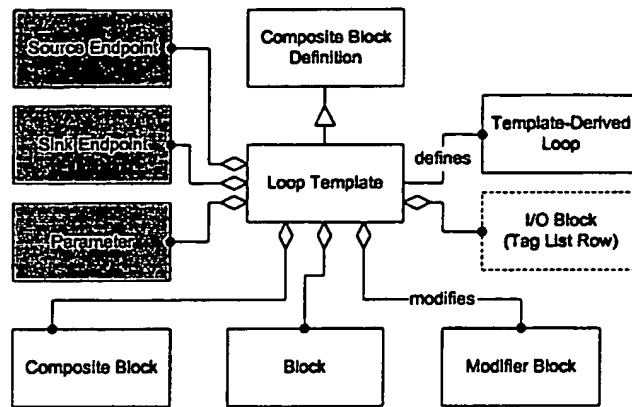 Source Endpoint
Composite Block
Definition
Sink Endpoint
Loop Template
defines
Template-Derived
Loop
Parameter
I/O Block
(Tag List Row)
modifies
Composite Block
Block
Modifier Block